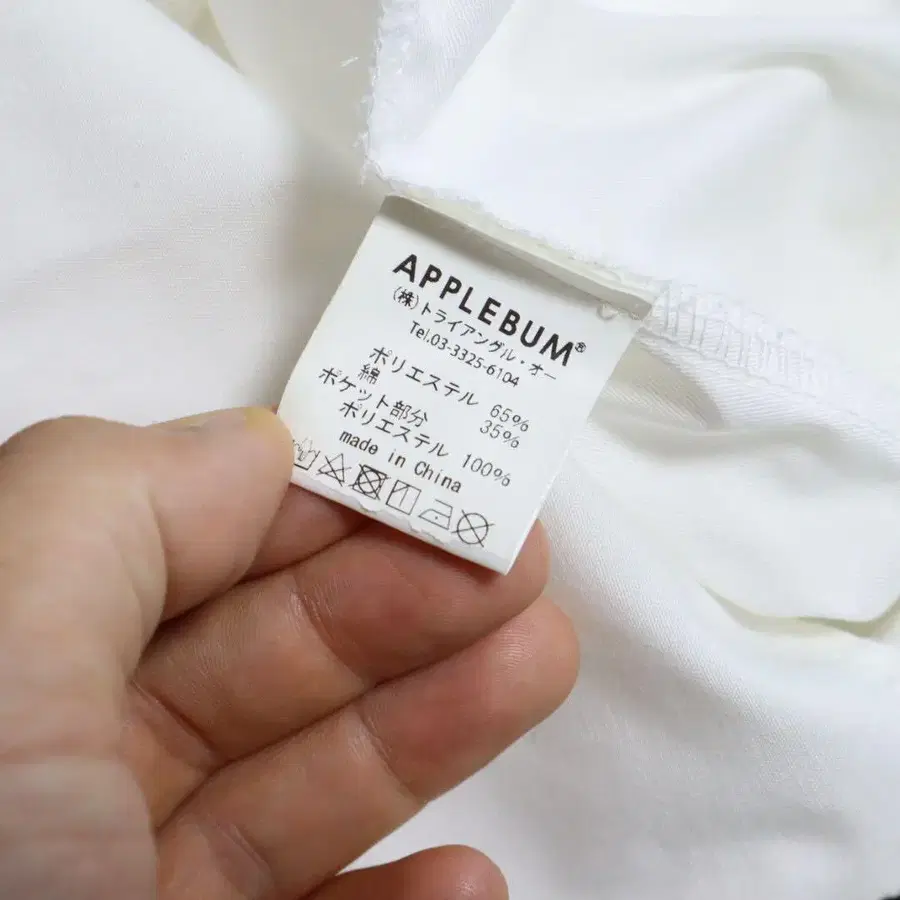 APPLEBUM®
(株)トライアングル・オー
Tel.03-3325-6104
ポリエステル 65%
綿 35%
ポケット部分
ポリエステル 100%
made in China